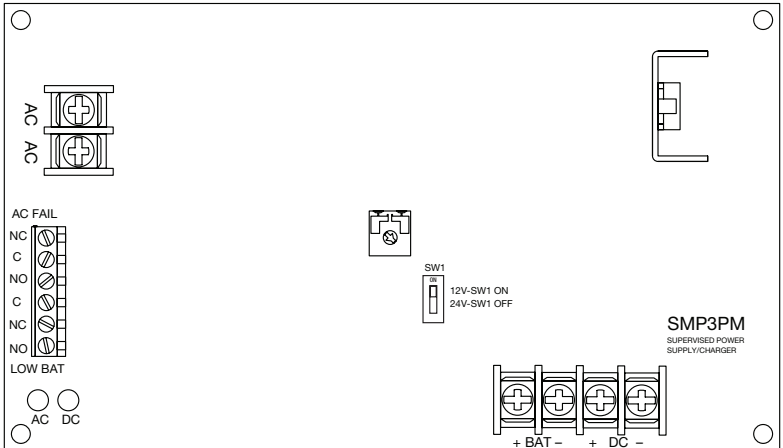 AC
AC
AC FAIL
NC
C
NO
C
NC
NO
LOW BAT
AC DC
SW1
ON
12V-SW1 ON
24V-SW1 OFF
SMP3PM
SUPERVISED POWER
SUPPLY/CHARGER
+ BAT – + DC –